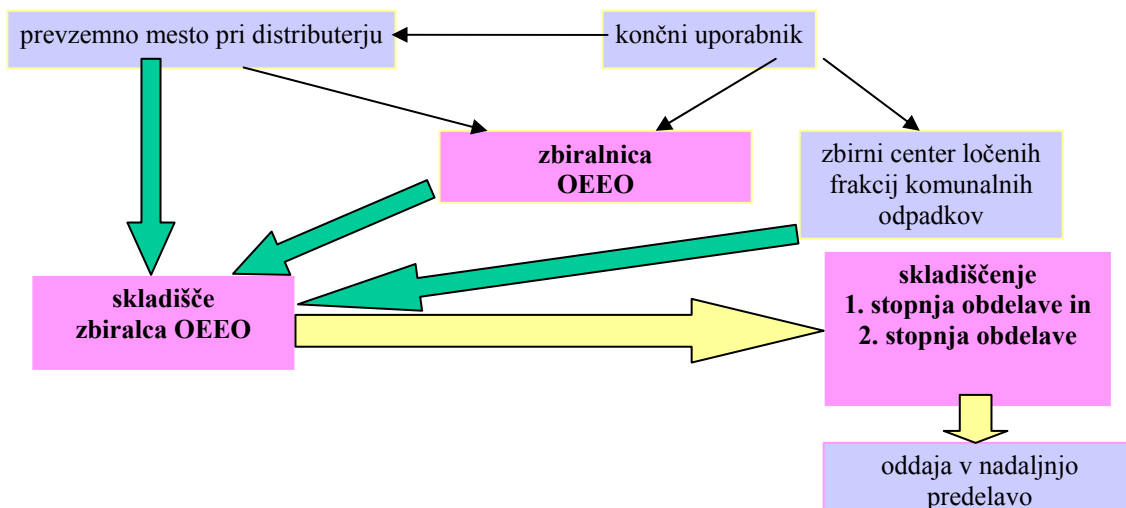 prevzemno mesto pri distributerju
končni uporabnik
zbiralnica
OEEO
zbirni center ločenih
frakcij komunalnih
odpadkov
skladišče
zbiralca OEEO
skladiščenje
1. stopnja obdelave in
2. stopnja obdelave
oddaja v nadaljnjo
predelavo